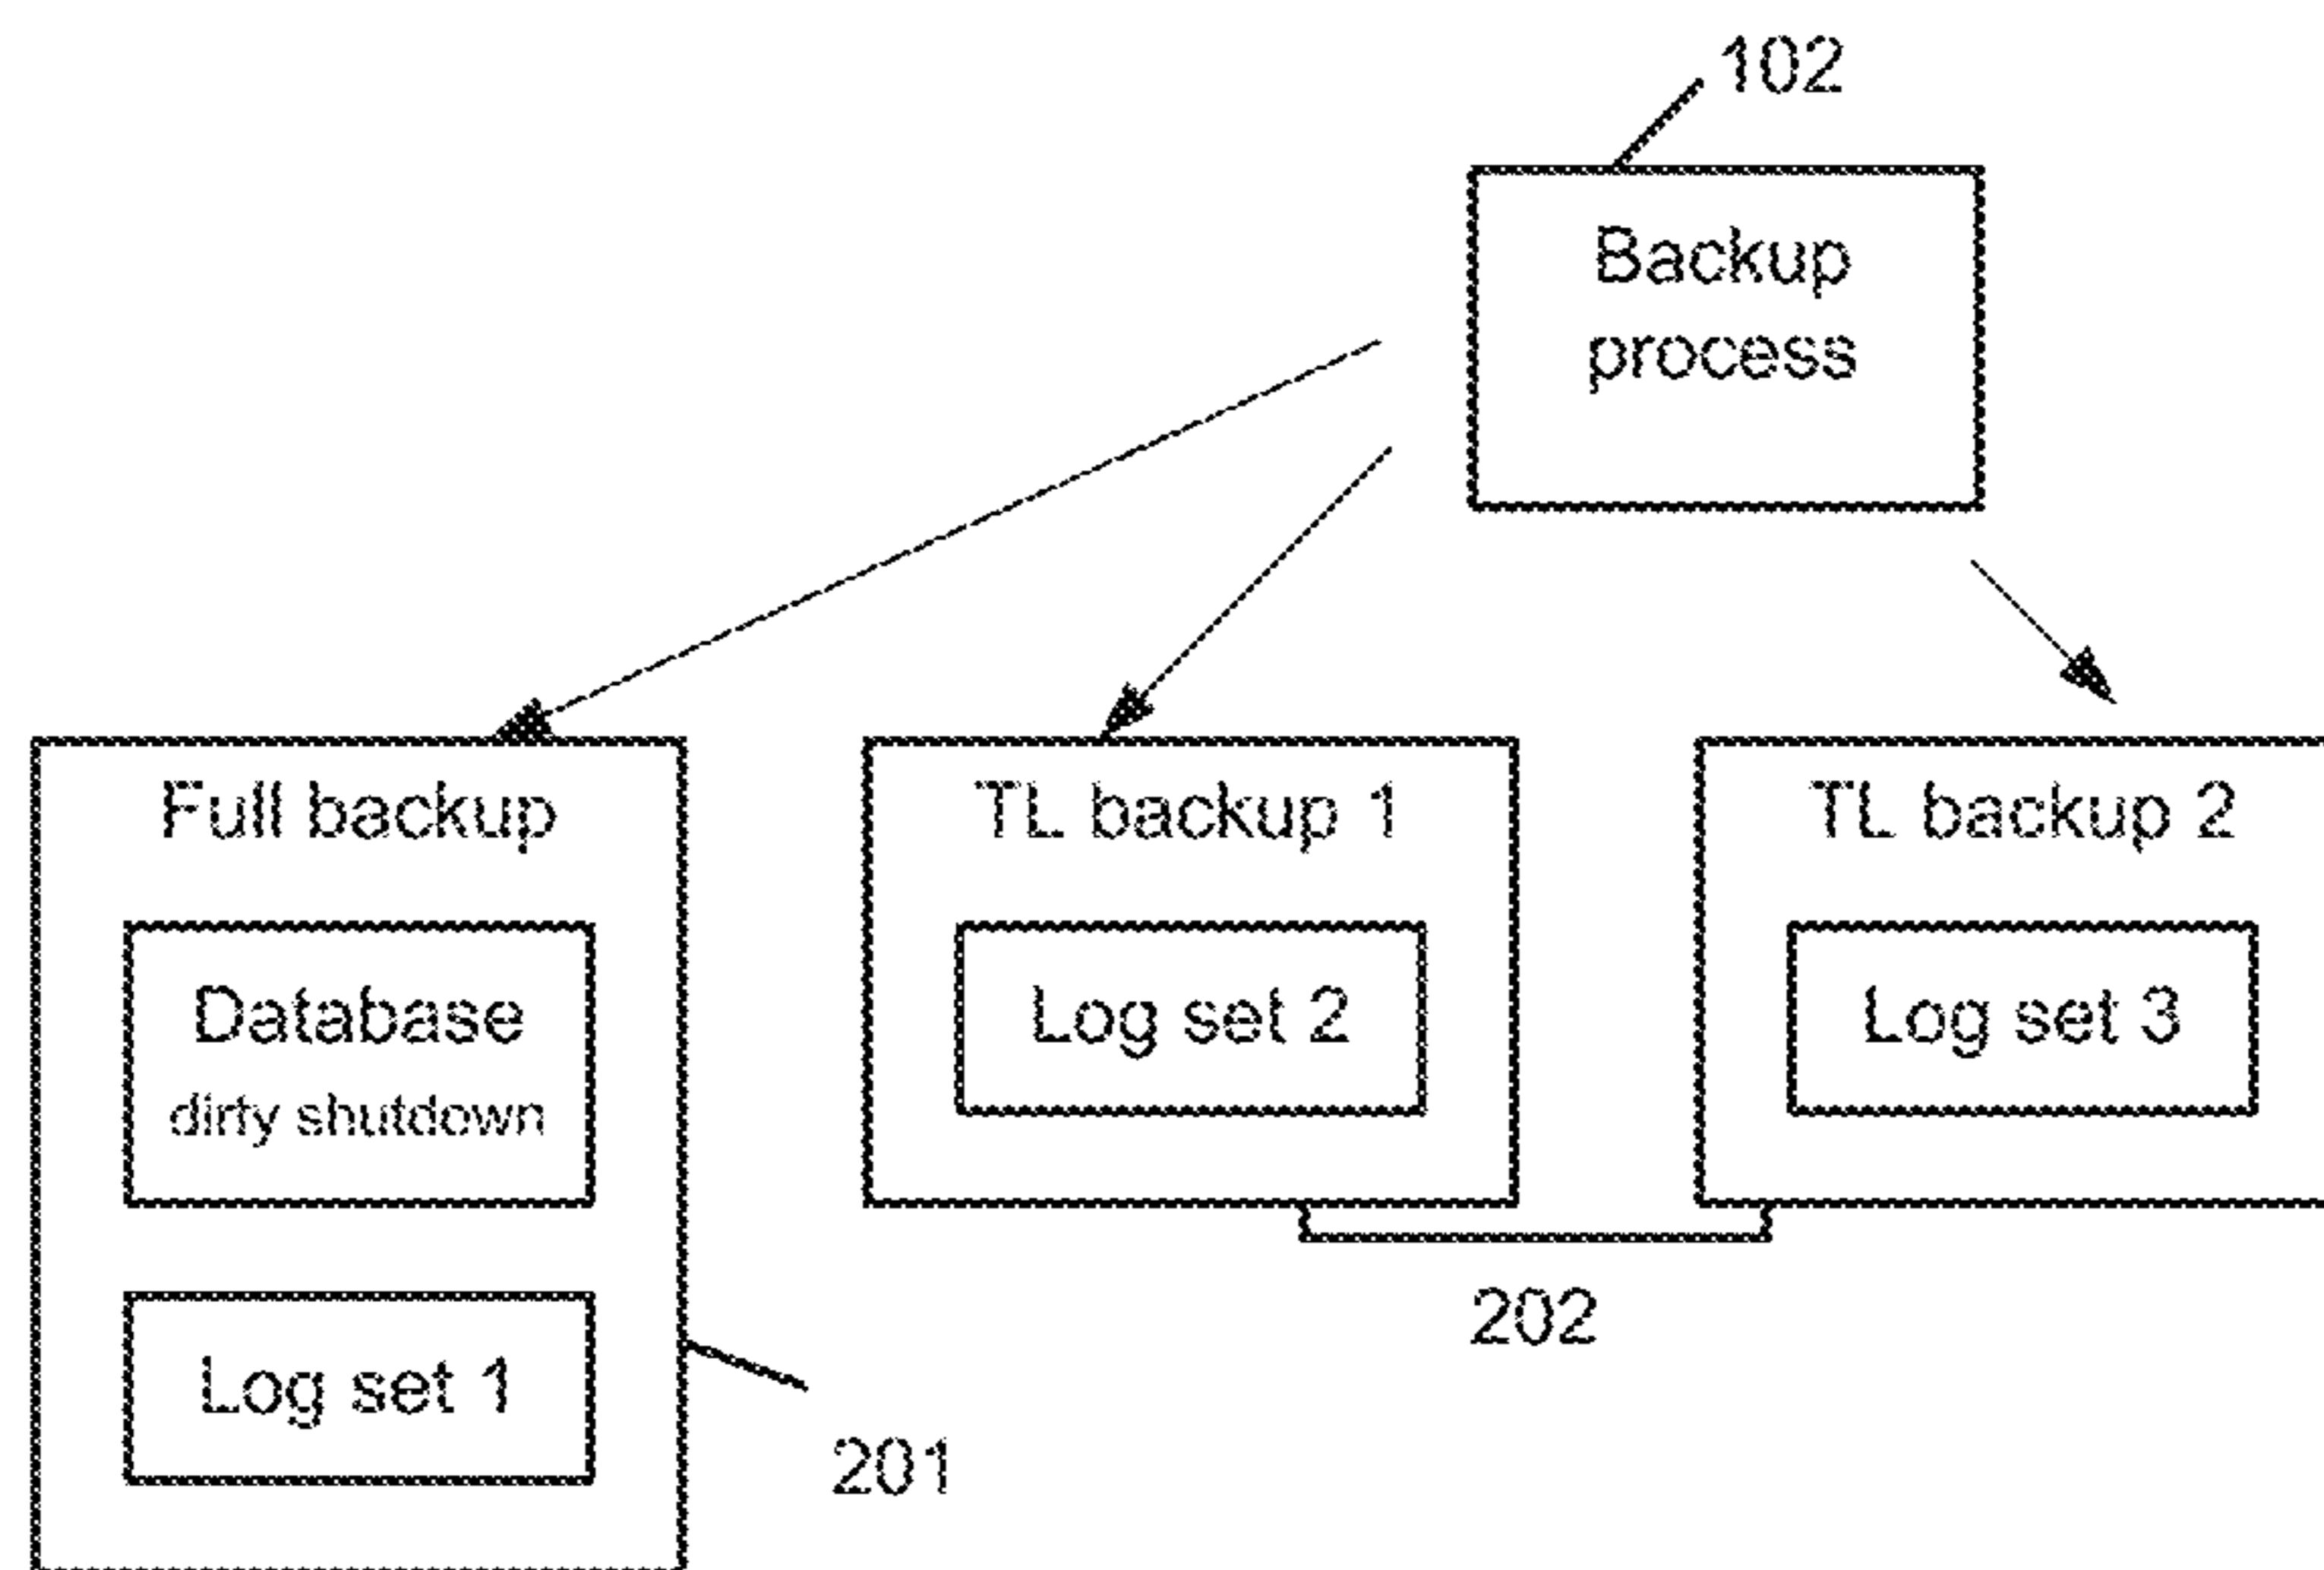 102
Backup
process
Full backup
Database
dirty shutdown
Log set 1
201
TL backup 1
Log set 2
TL backup 2
Log set 3
202